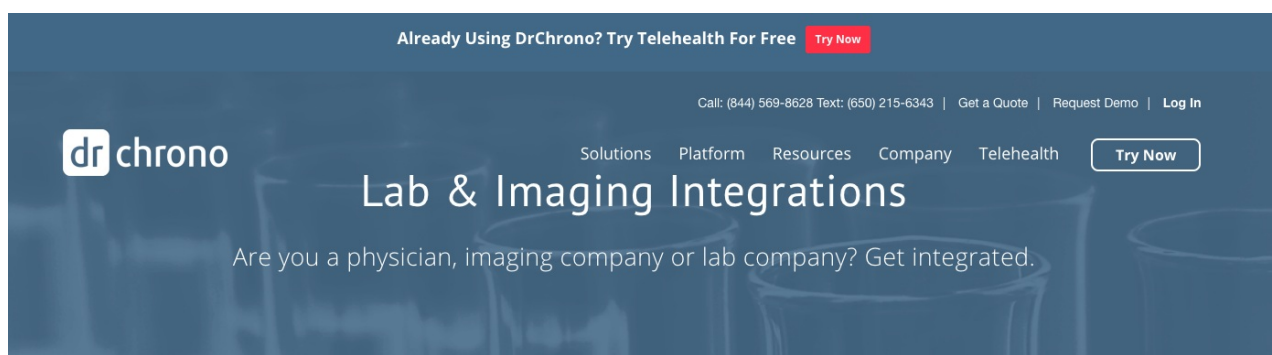 Already Using DrChrono? Try Telehealth For Free Try Now
Call: (844) 569-8628 Text: (650) 215-6343 | Get a Quote | Request Demo | Log In
dr chrono
Solutions Platform Resources Company Telehealth Try Now
Lab & Imaging Integrations
Are you a physician, imaging company or lab company? Get integrated.